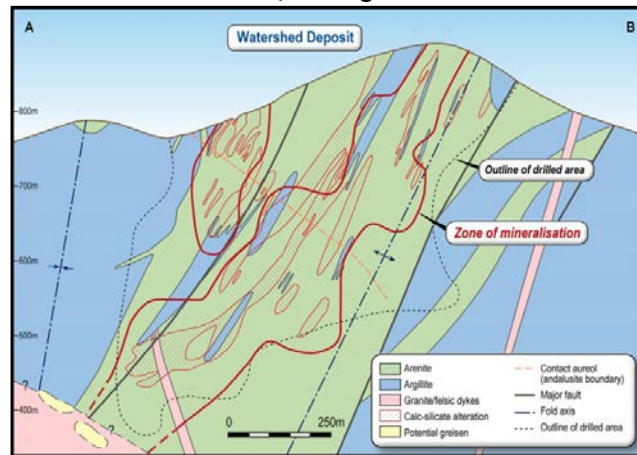 A
B
Watershed Deposit
800m
700m
600m
500m
400m
Outline of drilled area
Zone of mineralisation
?
?
0
250m
Arenite
Argillite
Granite/felsic dykes
Calc-silicate alteration
Potential greisen
Contact aureol
(andalusite boundary)
Major fault
Fold axis
Outline of drilled area